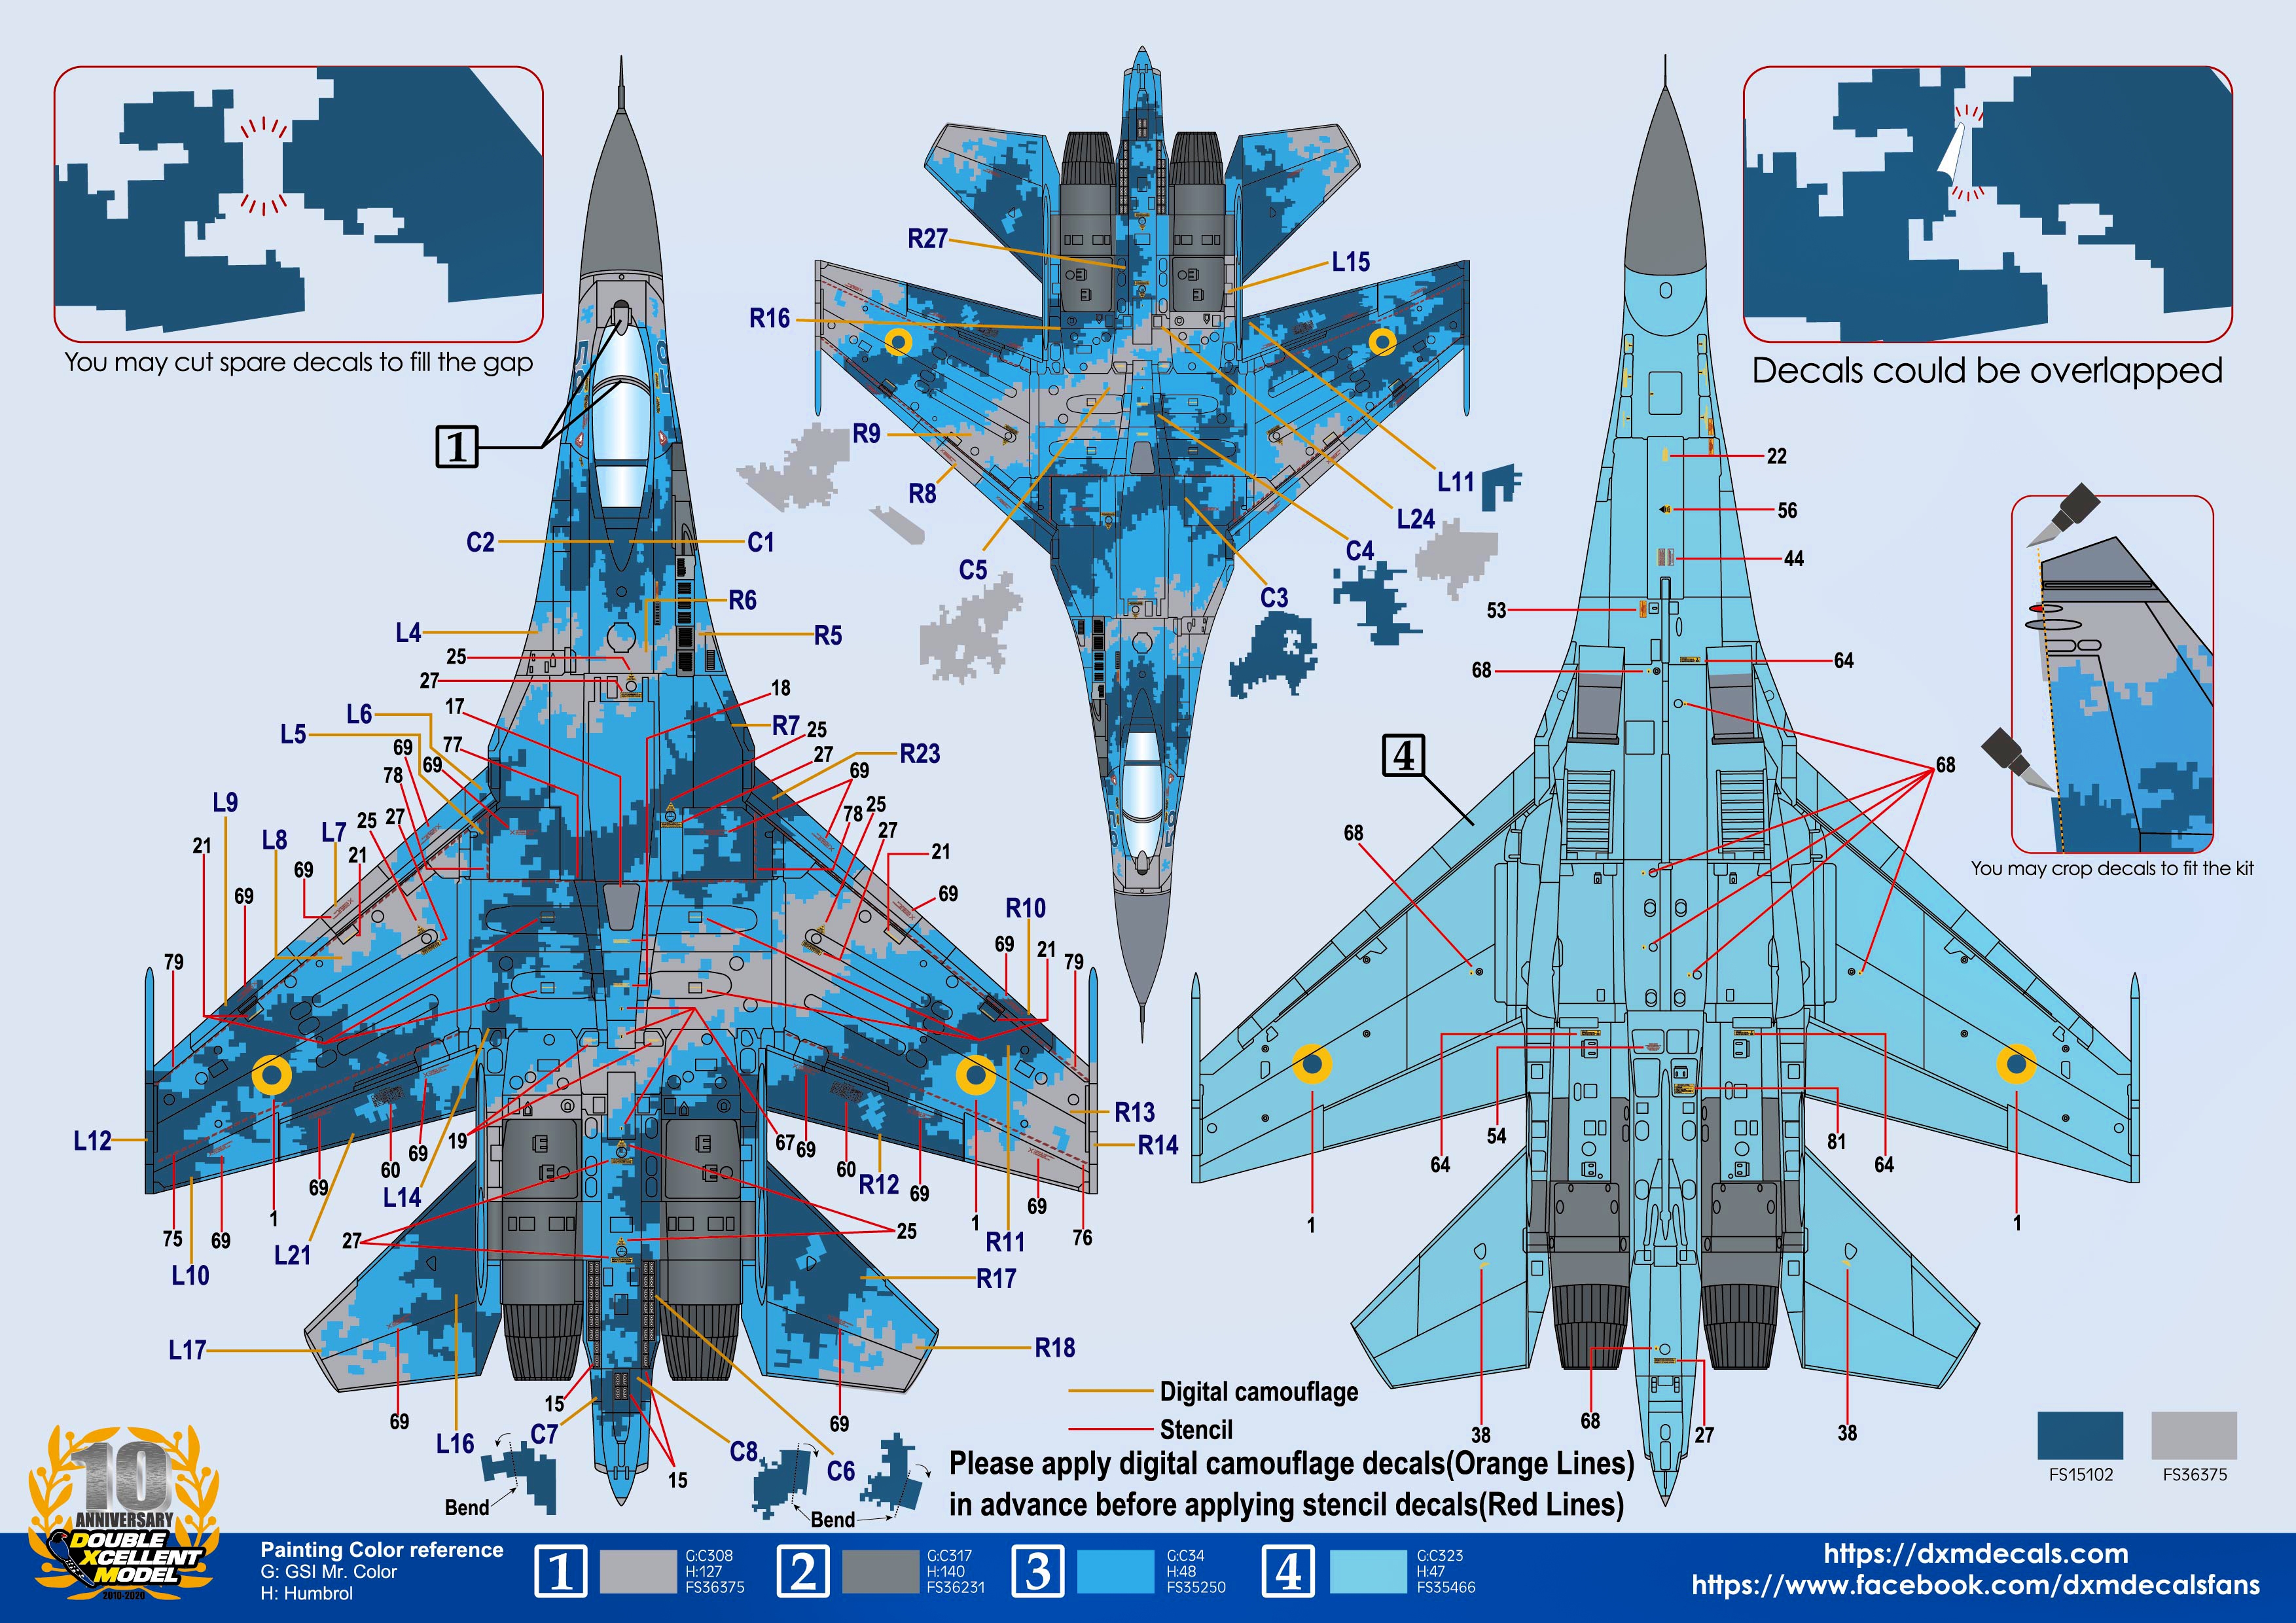 You may cut spare decals to fill the gap
Decals could be overlapped
You may crop decals to fit the kit
1
C2
C1
R6
L4
R5
25
27
17
18
L6
L5
R7
25
69
77
27
R23
78
69
69
L9
78
25
L7
25
27
27
L8
21
69
21
21
69
69
R10
69
21
79
79
L12
R13
R14
19
67
69
60
69
69
60
R12
69
69
L14
75
69
1
L21
27
25
1
R11
76
L10
R17
L17
R18
69
69
15
L16
C7
C8
C6
15
Bend
Bend
R27
L15
R16
R9
R8
L11
L24
C5
C4
C3
22
56
44
53
68
64
4
68
68
64
54
81
64
64
1
1
38
68
27
38
Digital camouflage
Stencil
Please apply digital camouflage decals(Orange Lines)
in advance before applying stencil decals(Red Lines)
FS15102
FS36375
10
ANNIVERSARY
DOUBLE
XCELLENT
MODEL
2010-2020
Painting Color reference
G: GSI Mr. Color
H: Humbrol
1
G:C308
H:127
FS36375
2
G:C317
H:140
FS36231
3
G:C34
H:48
FS35250
4
G:C323
H:47
FS35466
https://dxmdecals.com
https://www.facebook.com/dxmdecalsfans